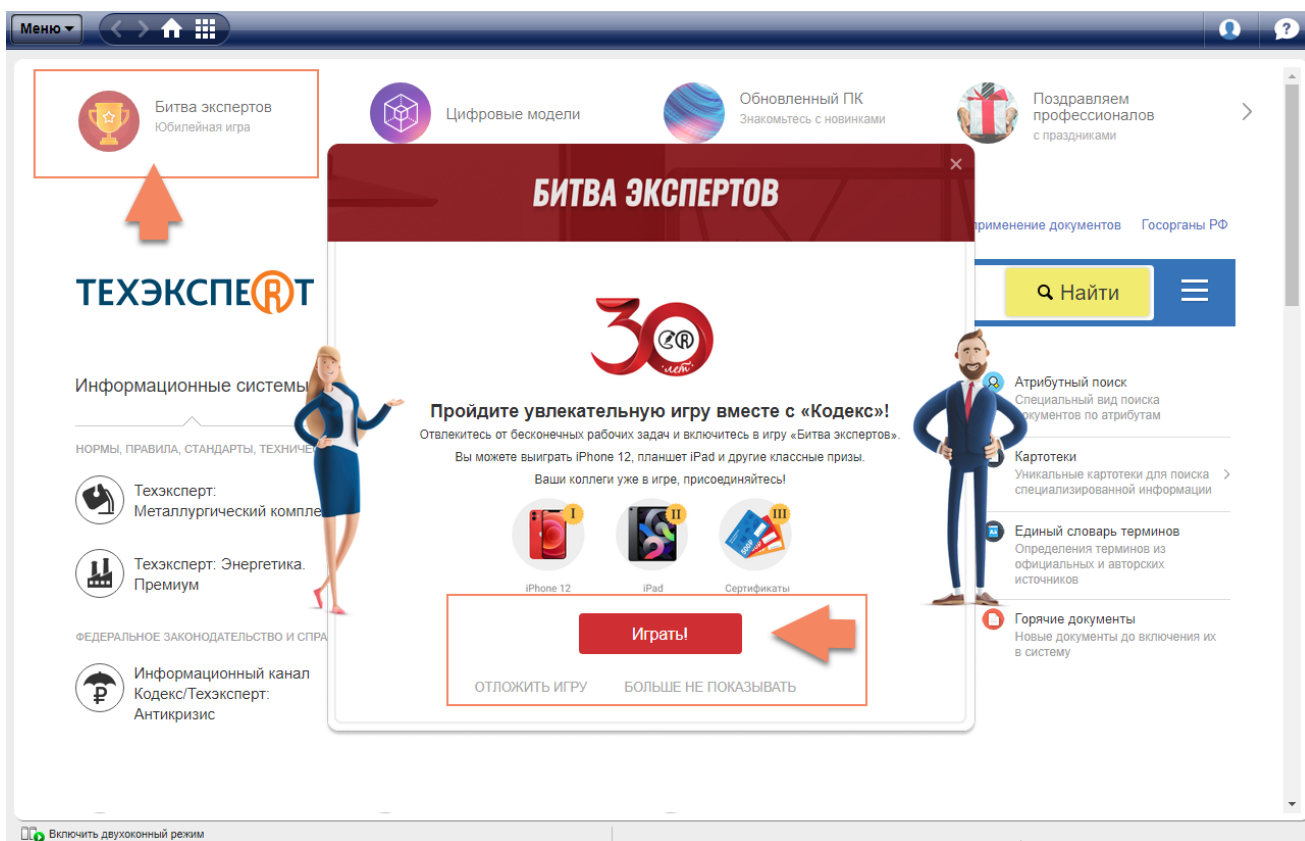 Меню
Битва экспертов
Юбилейная игра
Цифровые модели
Обновленный ПК
Знакомьтесь с новинками
Поздравляем
профессионалов
с праздниками
БИТВА ЭКСПЕРТОВ
применение документов Госорганы РФ
ТЕХЭКСПЕRТ
Найти
30
лет
Информационные системы
НОРМЫ, ПРАВИЛА, СТАНДАРТЫ, ТЕХНИЧЕ
Техэксперт:
Металлургический компле
Техэксперт: Энергетика.
Премиум
ФЕДЕРАЛЬНОЕ ЗАКОНОДАТЕЛЬСТВО И СПРА
Информационный канал
Кодекс/Техэксперт:
Антикризис
Пройдите увлекательную игру вместе с «Кодекс»!
Отвлекитесь от бесконечных рабочих задач и включитесь в игру «Битва экспертов».
Вы можете выиграть iPhone 12, планшет iPad и другие классные призы.
Ваши коллеги уже в игре, присоединяйтесь!
I II III
500₽
iPhone 12 iPad Сертификаты
Играть!
ОТЛОЖИТЬ ИГРУ БОЛЬШЕ НЕ ПОКАЗЫВАТЬ
Атрибутный поиск
Специальный вид поиска
документов по атрибутам
Картотеки
Уникальные картотеки для поиска
специализированной информации
Единый словарь терминов
Определения терминов из
официальных и авторских
источников
Горячие документы
Новые документы до включения их
в систему
Включить двухоконный режим